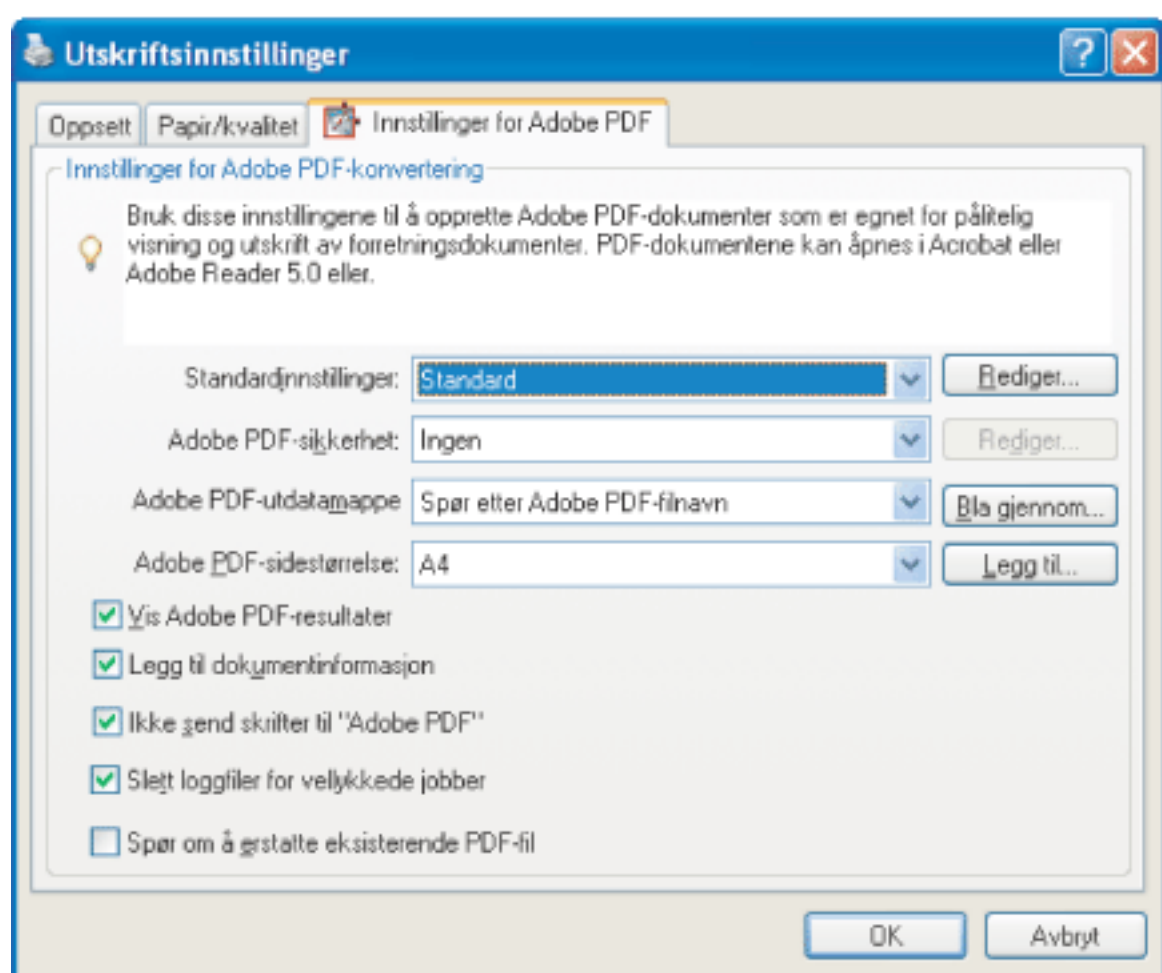 Utskriftsinnstillinger
Oppsett Papir/kvalitet Innstillinger for Adobe PDF
Innstillinger for Adobe PDF-konvertering
Bruk disse innstillingene til å opprette Adobe PDF-dokumenter som er egnet for pålitelig
visning og utskrift av forretningsdokumenter. PDF-dokumentene kan åpnes i Acrobat eller
Adobe Reader 5.0 eller.
Standardinnstillinger: Standard Rediger...
Adobe PDF-sikkerhet: Ingen Rediger...
Adobe PDF-utdatamappe Spør etter Adobe PDF-filnavn Bla gjennom...
Adobe PDF-sidestørrelse: A4 Legg til...
Vis Adobe PDF-resultater
Legg til dokumentinformasjon
Ikke send skrifter til "Adobe PDF"
Slett loggfiler for vellykkede jobber
Spør om å erstatte eksisterende PDF-fil
OK Avbryt